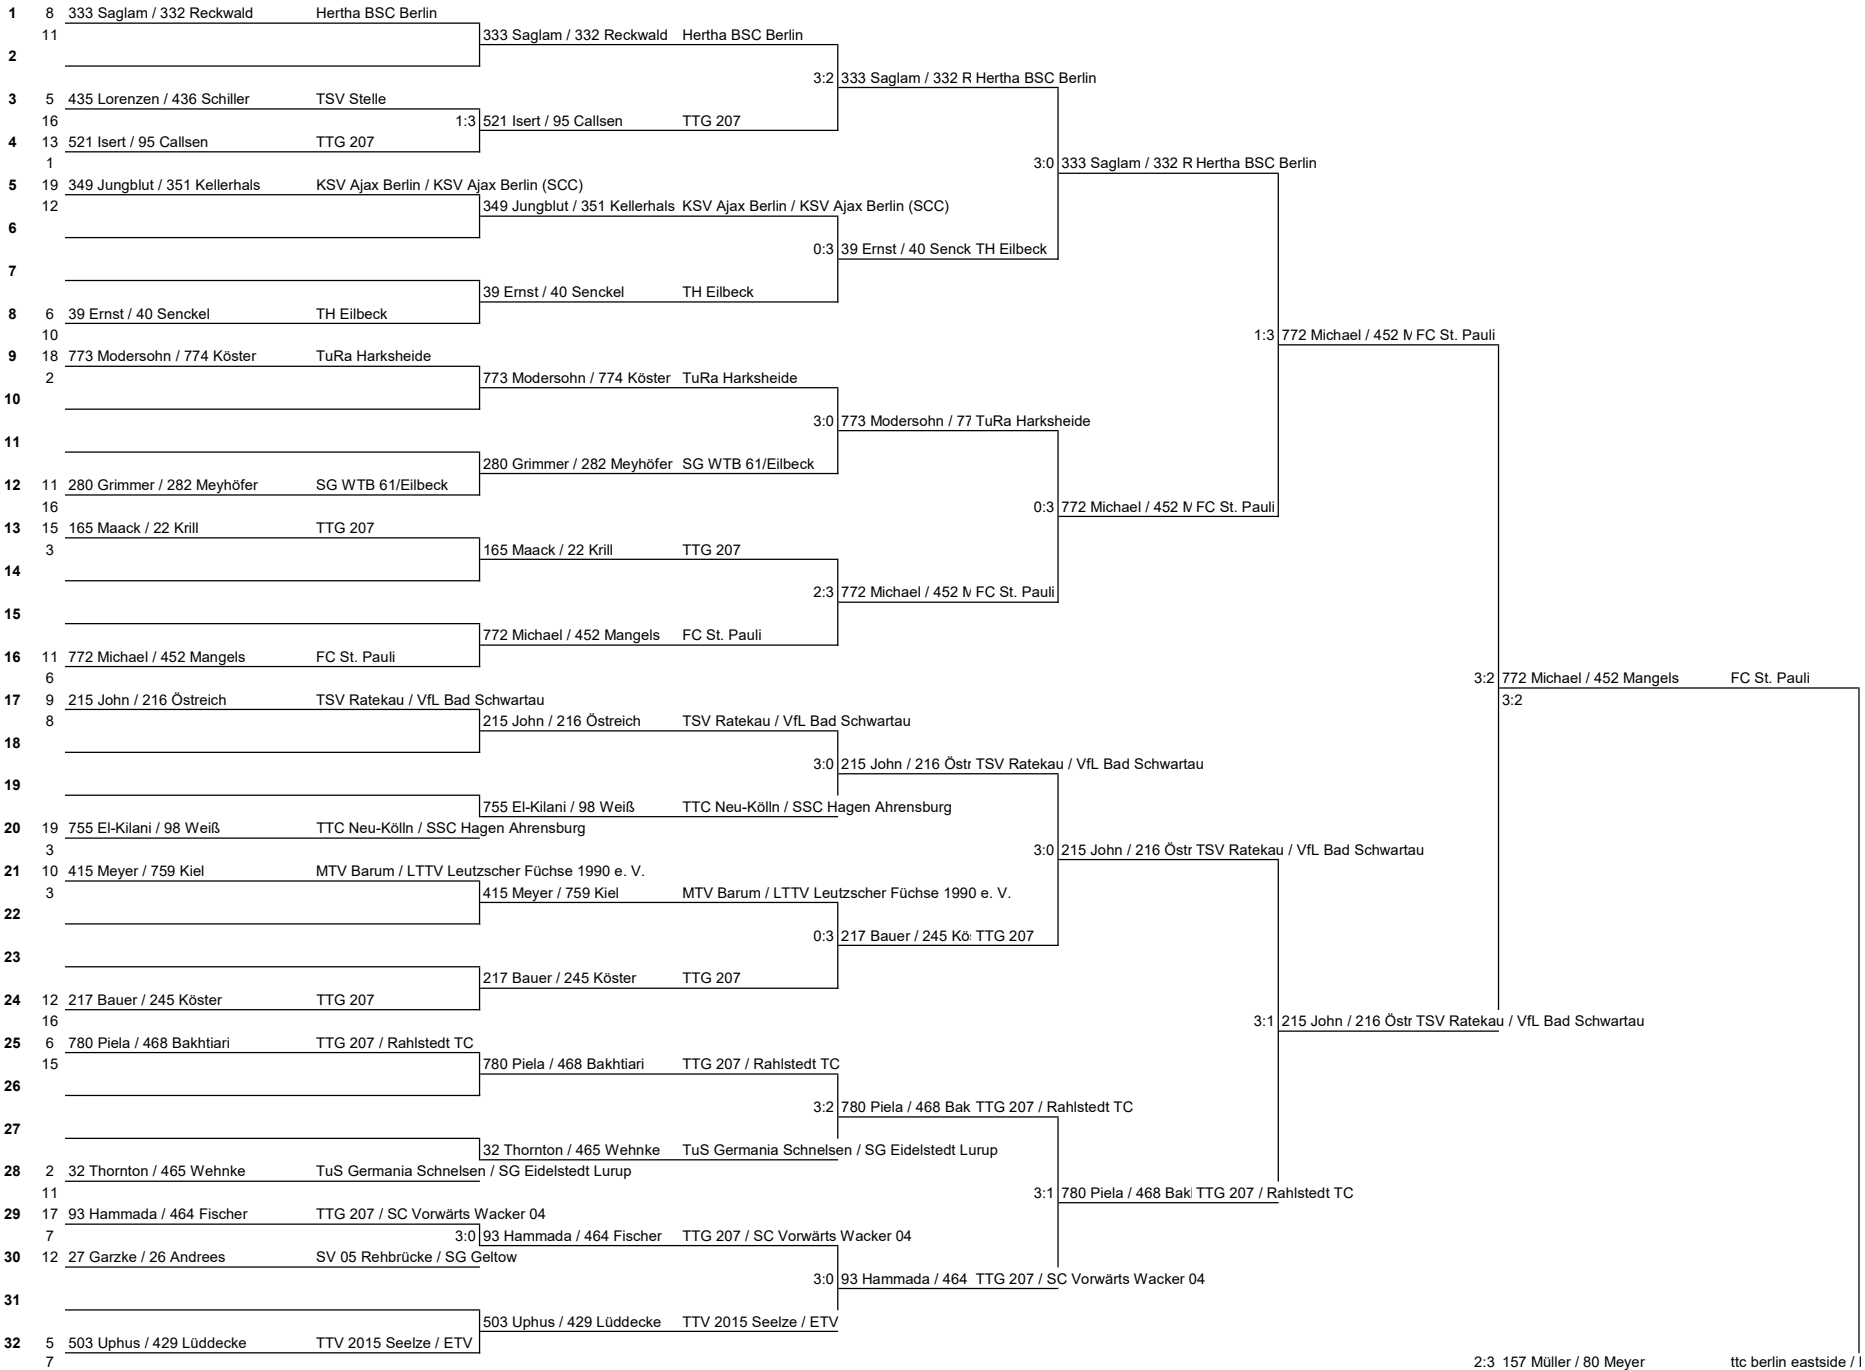 1 8 333 Saglam / 332 Reckwald Hertha BSC Berlin
11 333 Saglam / 332 Reckwald Hertha BSC Berlin
2
3:2 333 Saglam / 332 R Hertha BSC Berlin
3 5 435 Lorenzen / 436 Schiller TSV Stelle
16 1:3 521 Isert / 95 Callsen TTG 207
4 13 521 Isert / 95 Callsen TTG 207
1 3:0 333 Saglam / 332 R Hertha BSC Berlin
5 19 349 Jungblut / 351 Kellerhals KSV Ajax Berlin / KSV Ajax Berlin (SCC)
12 349 Jungblut / 351 Kellerhals KSV Ajax Berlin / KSV Ajax Berlin (SCC)
6
0:3 39 Ernst / 40 Senck TH Eilbeck
7
39 Ernst / 40 Senckel TH Eilbeck
8 6 39 Ernst / 40 Senckel TH Eilbeck
10 1:3 772 Michael / 452 M FC St. Pauli
9 18 773 Modersohn / 774 Köster TuRa Harksheide
2 773 Modersohn / 774 Köster TuRa Harksheide
10
3:0 773 Modersohn / 77 TuRa Harksheide
11
280 Grimmer / 282 Meyhöfer SG WTB 61/Eilbeck
12 11 280 Grimmer / 282 Meyhöfer SG WTB 61/Eilbeck
16 0:3 772 Michael / 452 M FC St. Pauli
13 15 165 Maack / 22 Krill TTG 207
3 165 Maack / 22 Krill TTG 207
14
2:3 772 Michael / 452 M FC St. Pauli
15
772 Michael / 452 Mangels FC St. Pauli
16 11 772 Michael / 452 Mangels FC St. Pauli
6 3:2 772 Michael / 452 Mangels FC St. Pauli
17 9 215 John / 216 Östreich TSV Ratekau / VfL Bad Schwartau 3:2
8 215 John / 216 Östreich TSV Ratekau / VfL Bad Schwartau
18
3:0 215 John / 216 Östr TSV Ratekau / VfL Bad Schwartau
19
755 El-Kilani / 98 Weiß TTC Neu-Kölln / SSC Hagen Ahrensburg
20 19 755 El-Kilani / 98 Weiß TTC Neu-Kölln / SSC Hagen Ahrensburg
3 3:0 215 John / 216 Östr TSV Ratekau / VfL Bad Schwartau
21 10 415 Meyer / 759 Kiel MTV Barum / LTTV Leutzscher Füchse 1990 e. V.
3 415 Meyer / 759 Kiel MTV Barum / LTTV Leutzscher Füchse 1990 e. V.
22
0:3 217 Bauer / 245 Kö TTG 207
23
217 Bauer / 245 Köster TTG 207
24 12 217 Bauer / 245 Köster TTG 207
16 3:1 215 John / 216 Östr TSV Ratekau / VfL Bad Schwartau
25 6 780 Piela / 468 Bakhtiari TTG 207 / Rahlstedt TC
15 780 Piela / 468 Bakhtiari TTG 207 / Rahlstedt TC
26
3:2 780 Piela / 468 Bak TTG 207 / Rahlstedt TC
27
32 Thornton / 465 Wehnke TuS Germania Schnelsen / SG Eidelstedt Lurup
28 2 32 Thornton / 465 Wehnke TuS Germania Schnelsen / SG Eidelstedt Lurup
11 3:1 780 Piela / 468 Bak TTG 207 / Rahlstedt TC
29 17 93 Hammada / 464 Fischer TTG 207 / SC Vorwärts Wacker 04
7 3:0 93 Hammada / 464 Fischer TTG 207 / SC Vorwärts Wacker 04
30 12 27 Garzke / 26 Andrees SV 05 Rehbrücke / SG Geltow
3:0 93 Hammada / 464 TTG 207 / SC Vorwärts Wacker 04
31
503 Uphus / 429 Lüddecke TTV 2015 Seelze / ETV
32 5 503 Uphus / 429 Lüddecke TTV 2015 Seelze / ETV
7 2:3 157 Müller / 80 Meyer ttc berlin eastside /